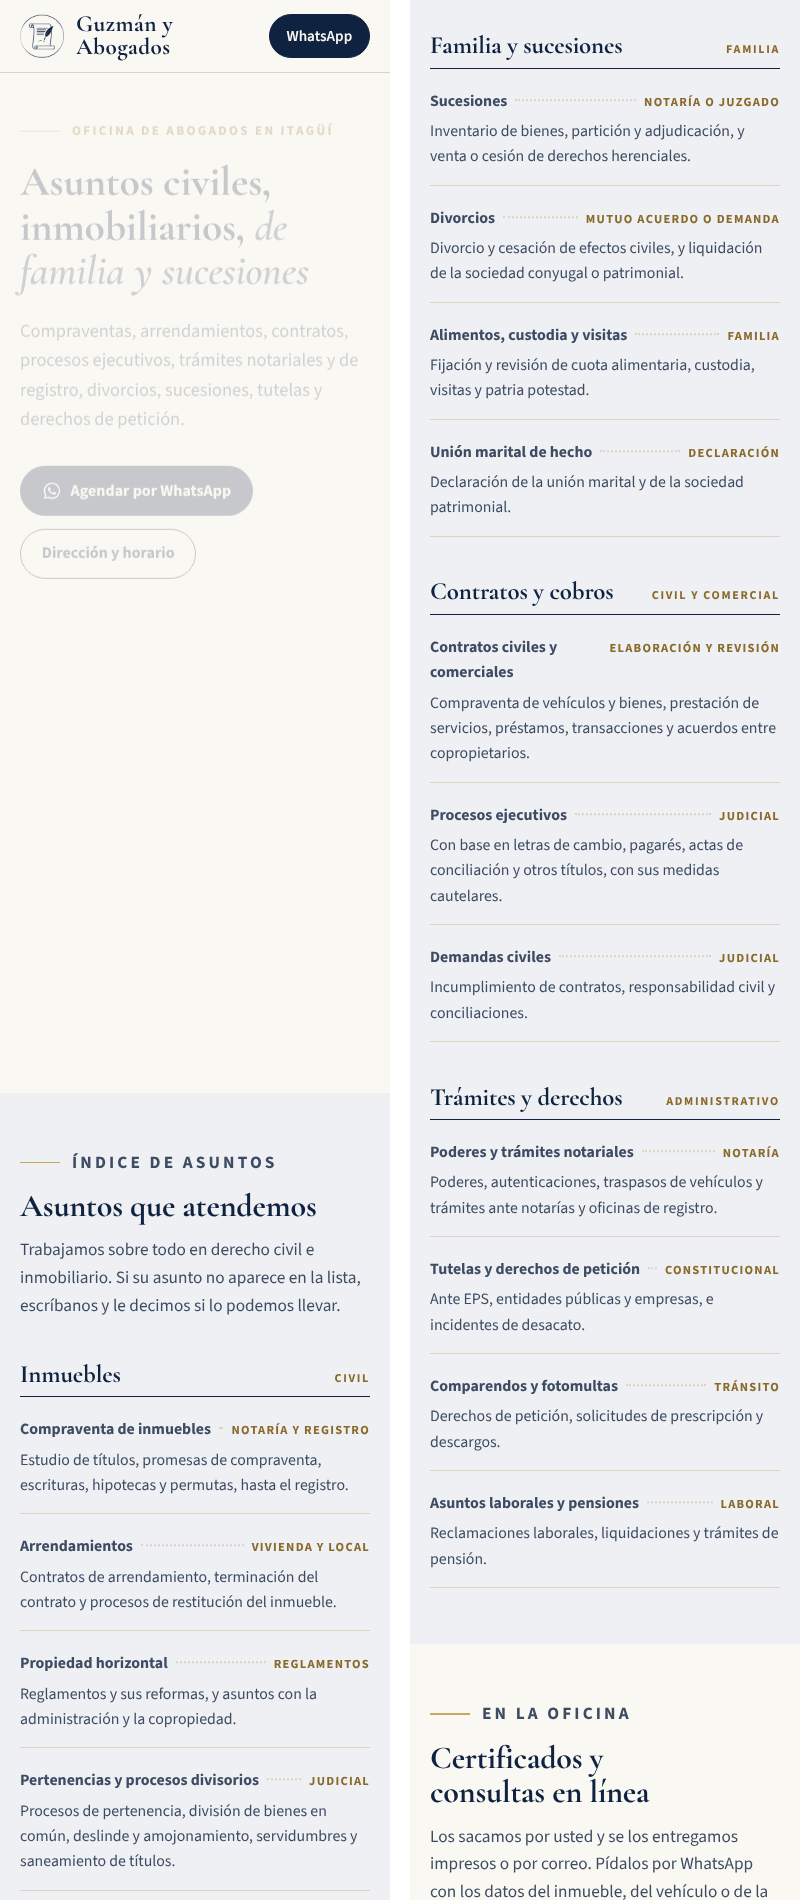 Guzmán y
Abogados
WhatsApp
OFICINA DE ABOGADOS EN ITAGÜÍ
Asuntos civiles,
inmobiliarios, de
familia y sucesiones
Compraventas, arrendamientos, contratos,
procesos ejecutivos, trámites notariales y de
registro, divorcios, sucesiones, tutelas y
derechos de petición.
Agendar por WhatsApp
Dirección y horario
ÍNDICE DE ASUNTOS
Asuntos que atendemos
Trabajamos sobre todo en derecho civil e
inmobiliario. Si su asunto no aparece en la lista,
escríbanos y le decimos si lo podemos llevar.
Inmuebles CIVIL
Compraventa de inmuebles NOTARÍA Y REGISTRO
Estudio de títulos, promesas de compraventa,
escrituras, hipotecas y permutas, hasta el registro.
Arrendamientos VIVIENDA Y LOCAL
Contratos de arrendamiento, terminación del
contrato y procesos de restitución del inmueble.
Propiedad horizontal REGLAMENTOS
Reglamentos y sus reformas, y asuntos con la
administración y la copropiedad.
Pertenencias y procesos divisorios JUDICIAL
Procesos de pertenencia, división de bienes en
común, deslinde y amojonamiento, servidumbres y
saneamiento de títulos.
Familia y sucesiones FAMILIA
Sucesiones NOTARÍA O JUZGADO
Inventario de bienes, partición y adjudicación, y
venta o cesión de derechos herenciales.
Divorcios MUTUO ACUERDO O DEMANDA
Divorcio y cesación de efectos civiles, y liquidación
de la sociedad conyugal o patrimonial.
Alimentos, custodia y visitas FAMILIA
Fijación y revisión de cuota alimentaria, custodia,
visitas y patria potestad.
Unión marital de hecho DECLARACIÓN
Declaración de la unión marital y de la sociedad
patrimonial.
Contratos y cobros CIVIL Y COMERCIAL
Contratos civiles y ELABORACIÓN Y REVISIÓN
comerciales
Compraventa de vehículos y bienes, prestación de
servicios, préstamos, transacciones y acuerdos entre
copropietarios.
Procesos ejecutivos JUDICIAL
Con base en letras de cambio, pagarés, actas de
conciliación y otros títulos, con sus medidas
cautelares.
Demandas civiles JUDICIAL
Incumplimiento de contratos, responsabilidad civil y
conciliaciones.
Trámites y derechos ADMINISTRATIVO
Poderes y trámites notariales NOTARÍA
Poderes, autenticaciones, traspasos de vehículos y
trámites ante notarías y oficinas de registro.
Tutelas y derechos de petición CONSTITUCIONAL
Ante EPS, entidades públicas y empresas, e
incidentes de desacato.
Comparendos y fotomultas TRÁNSITO
Derechos de petición, solicitudes de prescripción y
descargos.
Asuntos laborales y pensiones LABORAL
Reclamaciones laborales, liquidaciones y trámites de
pensión.
EN LA OFICINA
Certificados y
consultas en línea
Los sacamos por usted y se los entregamos
impresos o por correo. Pídalos por WhatsApp
con los datos del inmueble, del vehículo o de la